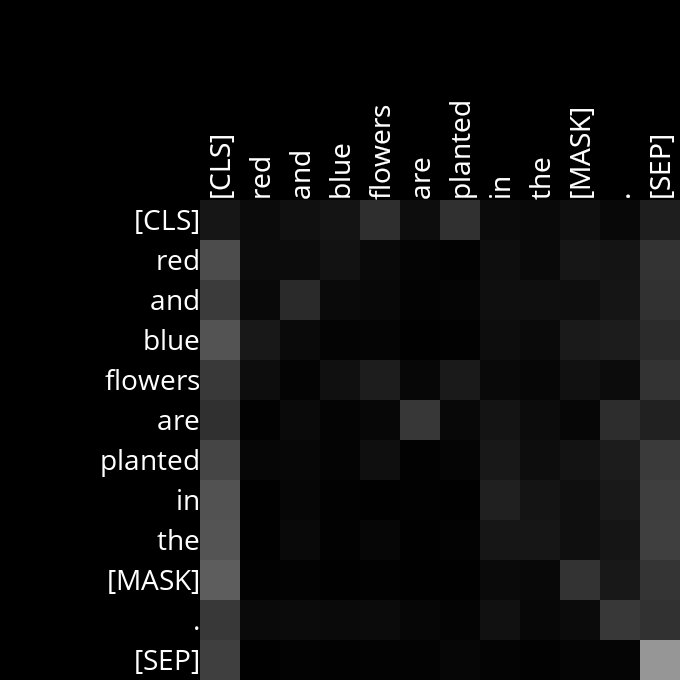 [CLS] red and blue flowers are planted in the [MASK] . [SEP]
[CLS]
red
and
blue
flowers
are
planted
in
the
[MASK]
.
[SEP]